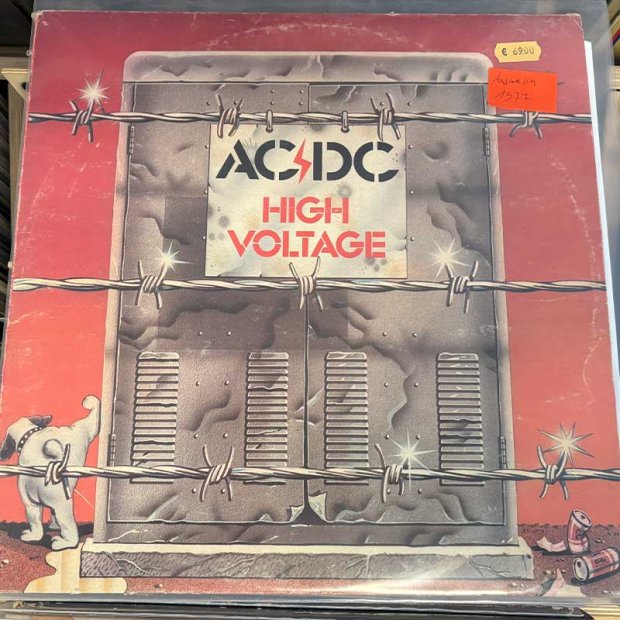 € 69.00
Australia
1977
AC⚡DC
HIGH
VOLTAGE